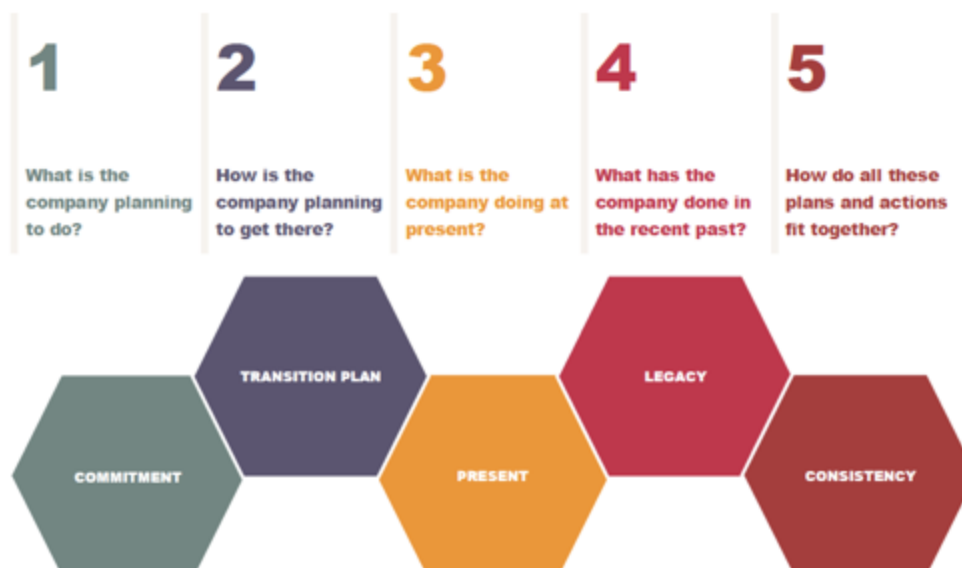 1
2
3
4
5
What is the
company planning
to do?
How is the
company planning
to get there?
What is the
company doing at
present?
What has the
company done in
the recent past?
How do all these
plans and actions
fit together?
TRANSITION PLAN
LEGACY
COMMITMENT
PRESENT
CONSISTENCY